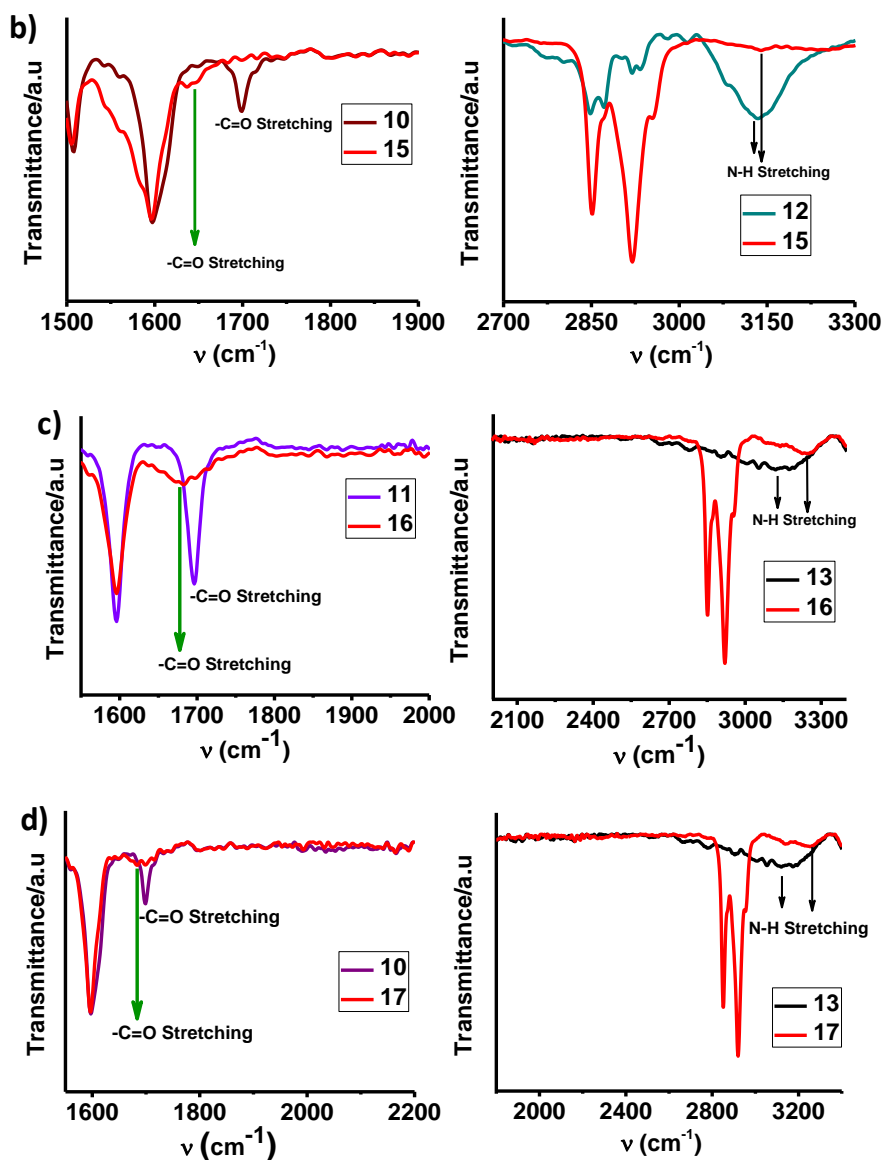 b)
Transmittance/a.u
10
15
-C=O Stretching
-C=O Stretching
1500 1600 1700 1800 1900
ν (cm-1)
Transmittance/a.u
N-H Stretching
12
15
2700 2850 3000 3150 3300
ν (cm-1)
c)
Transmittance/a.u
11
16
-C=O Stretching
-C=O Stretching
1600 1700 1800 1900 2000
ν (cm-1)
Transmittance/a.u
N-H Stretching
13
16
2100 2400 2700 3000 3300
ν (cm-1)
d)
Transmittance/a.u
-C=O Stretching
10
17
-C=O Stretching
1600 1800 2000 2200
ν (cm-1)
Transmittance/a.u
N-H Stretching
13
17
2000 2400 2800 3200
ν (cm-1)